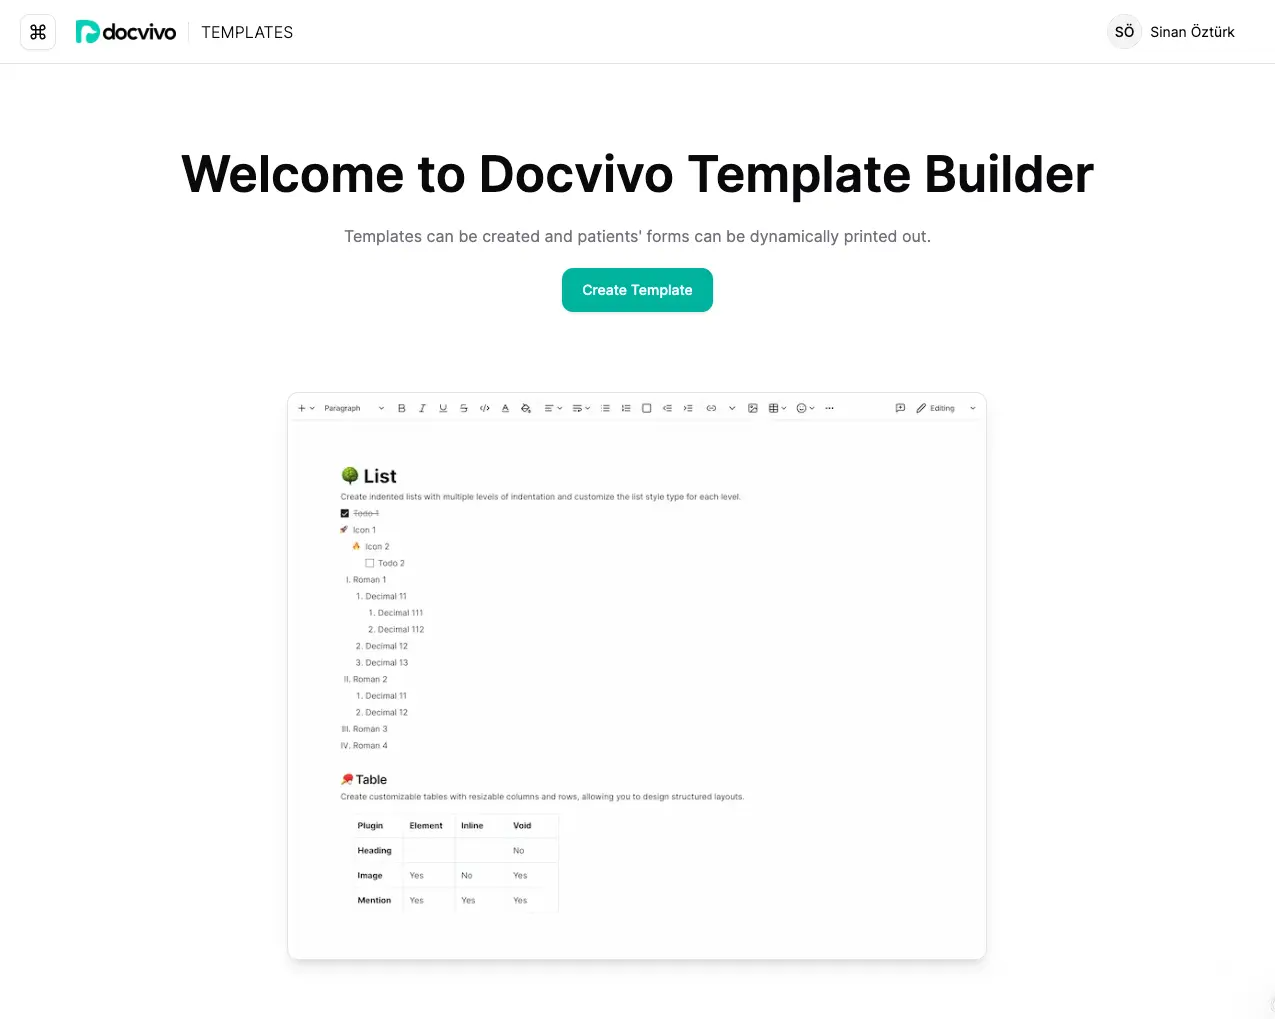 docvivo TEMPLATES SÖ Sinan Öztürk
Welcome to Docvivo Template Builder
Templates can be created and patients' forms can be dynamically printed out.
Create Template
Paragraph Editing
List
Create indented lists with multiple levels of indentation and customize the list style type for each level.
Todo 1
Icon 1
Icon 2
Todo 2
I. Roman 1
1. Decimal 11
1. Decimal 111
2. Decimal 112
2. Decimal 12
3. Decimal 13
II. Roman 2
1. Decimal 11
2. Decimal 12
III. Roman 3
IV. Roman 4
Table
Create customizable tables with resizable columns and rows, allowing you to design structured layouts.
Plugin Element Inline Void
Heading No
Image Yes No Yes
Mention Yes Yes Yes